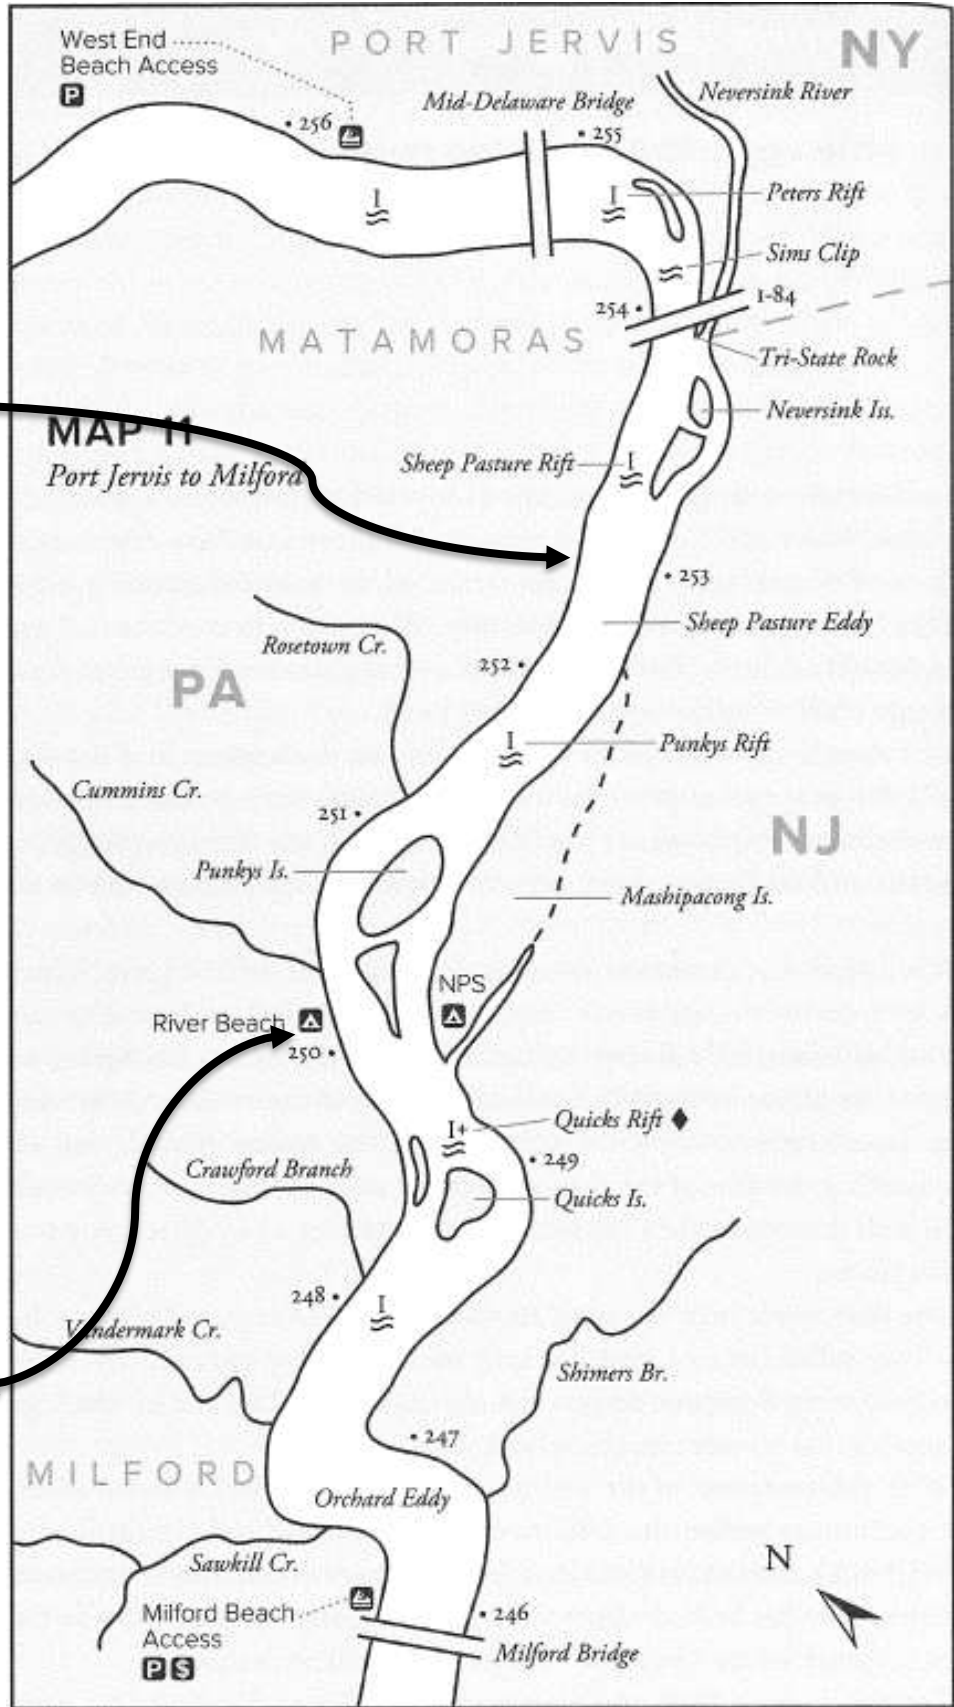 West End
Beach Access
P
PORT JERVIS
NY
Mid-Delaware Bridge
Neversink River
256
255
I
I
Peters Rift
Sims Clip
254
I-84
MATAMORAS
Tri-State Rock
MAP 11
Port Jervis to Milford
Neversink Iss.
Sheep Pasture Rift
I
253
Rosetown Cr.
Sheep Pasture Eddy
252
PA
I
Punkys Rift
Cummins Cr.
251
NJ
Punkys Is.
Mashipacong Is.
NPS
River Beach
250
I+
Quicks Rift
249
Crawford Branch
Quicks Is.
248
I
Vandermark Cr.
Shimers Br.
247
MILFORD
Orchard Eddy
Sawkill Cr.
N
Milford Beach
Access
P S
246
Milford Bridge